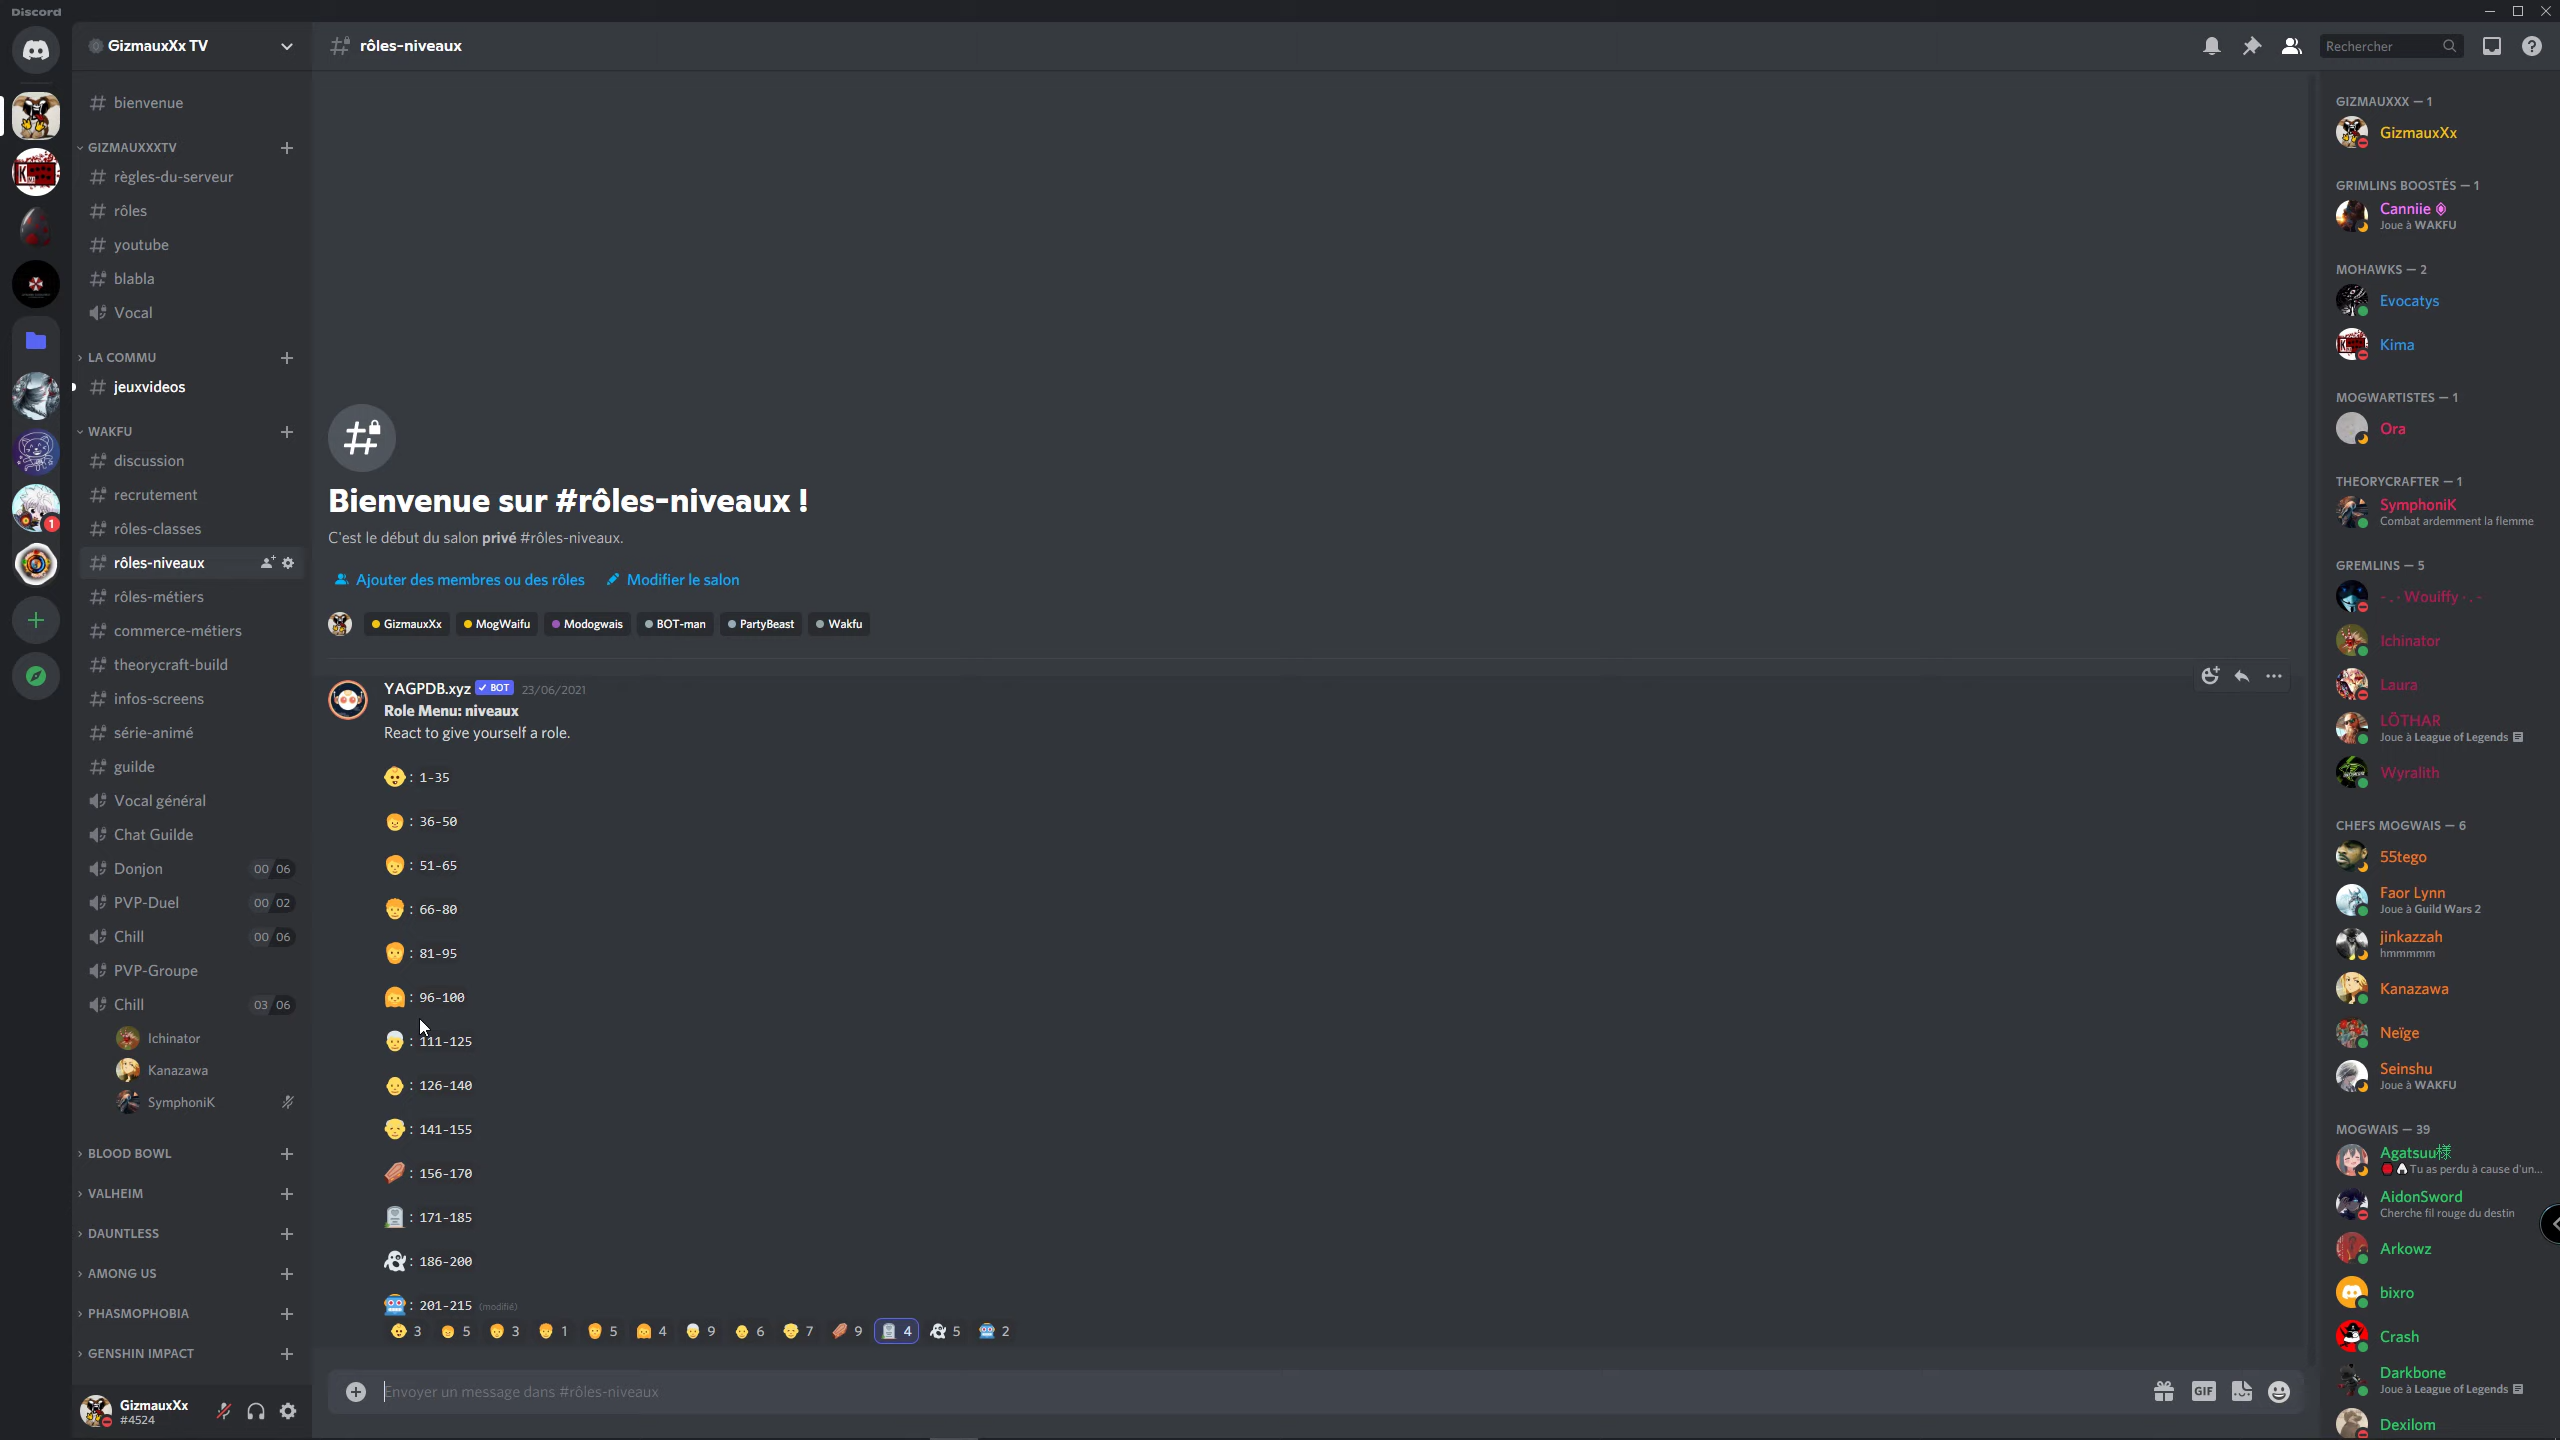 Discord
GizmauxXx TV
bienvenue
GIZMAUXXXTV
règles-du-serveur
rôles
youtube
blabla
Vocal
LA COMMU
jeuxvideos
WAKFU
discussion
recrutement
rôles-classes
rôles-niveaux
rôles-métiers
commerce-métiers
theorycraft-build
infos-screens
série-animé
guilde
Vocal général
Chat Guilde
Donjon 00 06
PVP-Duel 00 02
Chill 00 06
PVP-Groupe
Chill 03 06
Ichinator
Kanazawa
SymphoniK
BLOOD BOWL
VALHEIM
DAUNTLESS
AMONG US
PHASMOPHOBIA
GENSHIN IMPACT
GizmauxXx
#4524
1
rôles-niveaux
Rechercher
Bienvenue sur #rôles-niveaux !
C'est le début du salon privé #rôles-niveaux.
Ajouter des membres ou des rôles Modifier le salon
GizmauxXx MogWaifu Modogwais BOT-man PartyBeast Wakfu
YAGPDB.xyz BOT 23/06/2021
Role Menu: niveaux
React to give yourself a role.
👶 : 1-35
: 36-50
: 51-65
: 66-80
: 81-95
: 96-100
: 111-125
: 126-140
: 141-155
⚰️ : 156-170
🪦 : 171-185
👻 : 186-200
🤖 : 201-215 (modifié)
3 5 3 1 5 4 9 6 7 9 4 5 2
Envoyer un message dans #rôles-niveaux
GIF
GIZMAUXXX — 1
GizmauxXx
GRIMLINS BOOSTÉS — 1
Canniie
Joue à WAKFU
MOHAWKS — 2
Evocatys
Kima
MOGWARTISTES — 1
Ora
THEORYCRAFTER — 1
SymphoniK
Combat ardemment la flemme
GREMLINS — 5
- . · Wouiffy · . -
Ichinator
Laura
LÖTHAR
Joue à League of Legends
Wyralith
CHEFS MOGWAIS — 6
55tego
Faor Lynn
Joue à Guild Wars 2
jinkazzah
hmmmmm
Kanazawa
Neïge
Seinshu
Joue à WAKFU
MOGWAIS — 39
Agatsuu様
Tu as perdu à cause d'un...
AidonSword
Cherche fil rouge du destin
Arkowz
bixro
Crash
Darkbone
Joue à League of Legends
Dexilom